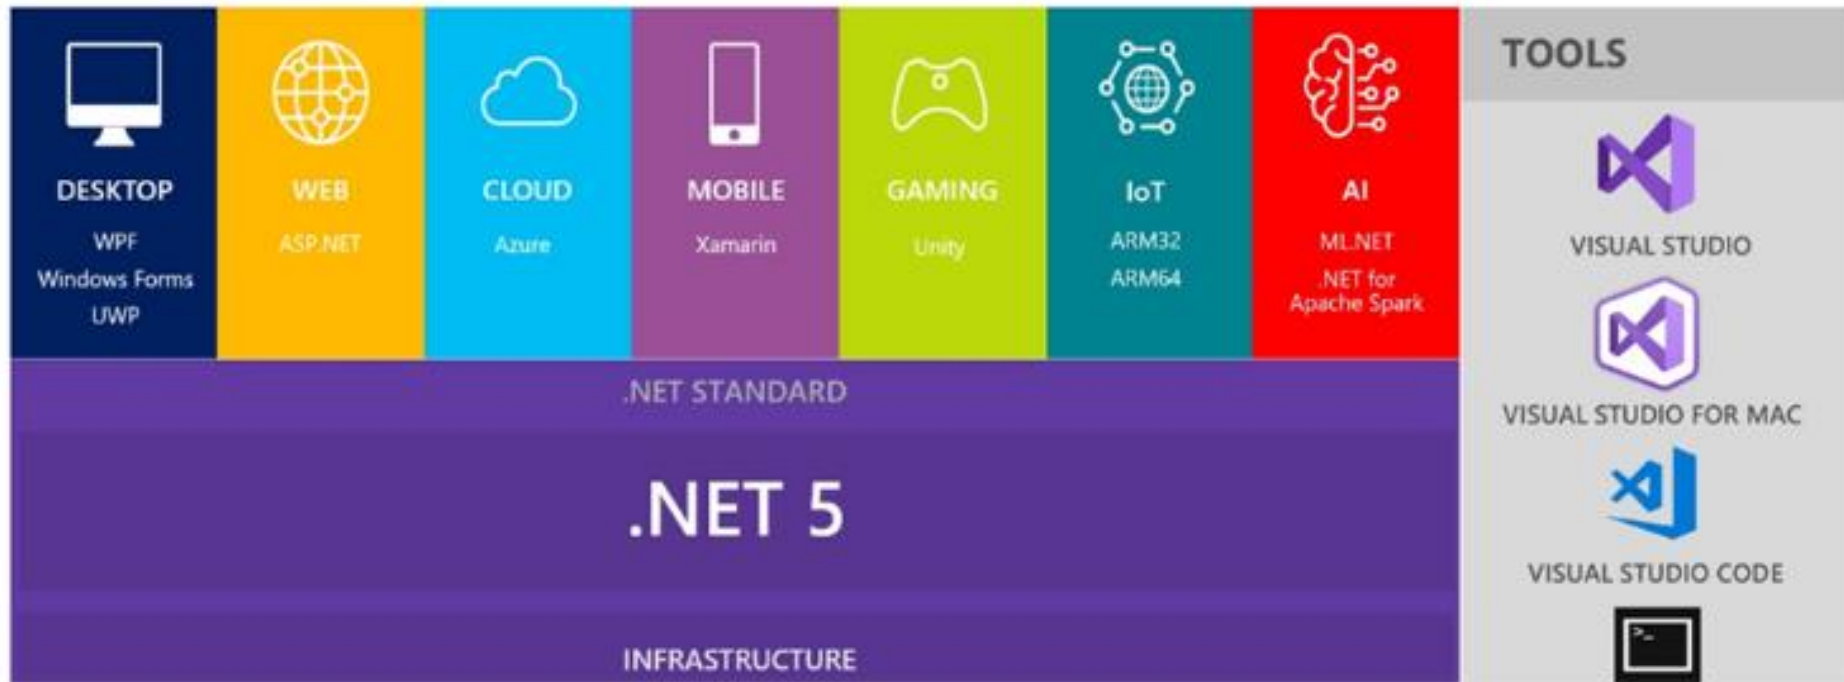 DESKTOP
WPF
Windows Forms
UWP
WEB
ASP.NET
CLOUD
Azure
MOBILE
Xamarin
GAMING
Unity
IoT
ARM32
ARM64
AI
ML.NET
.NET for
Apache Spark
.NET STANDARD
.NET 5
INFRASTRUCTURE
TOOLS
VISUAL STUDIO
VISUAL STUDIO FOR MAC
VISUAL STUDIO CODE
>_